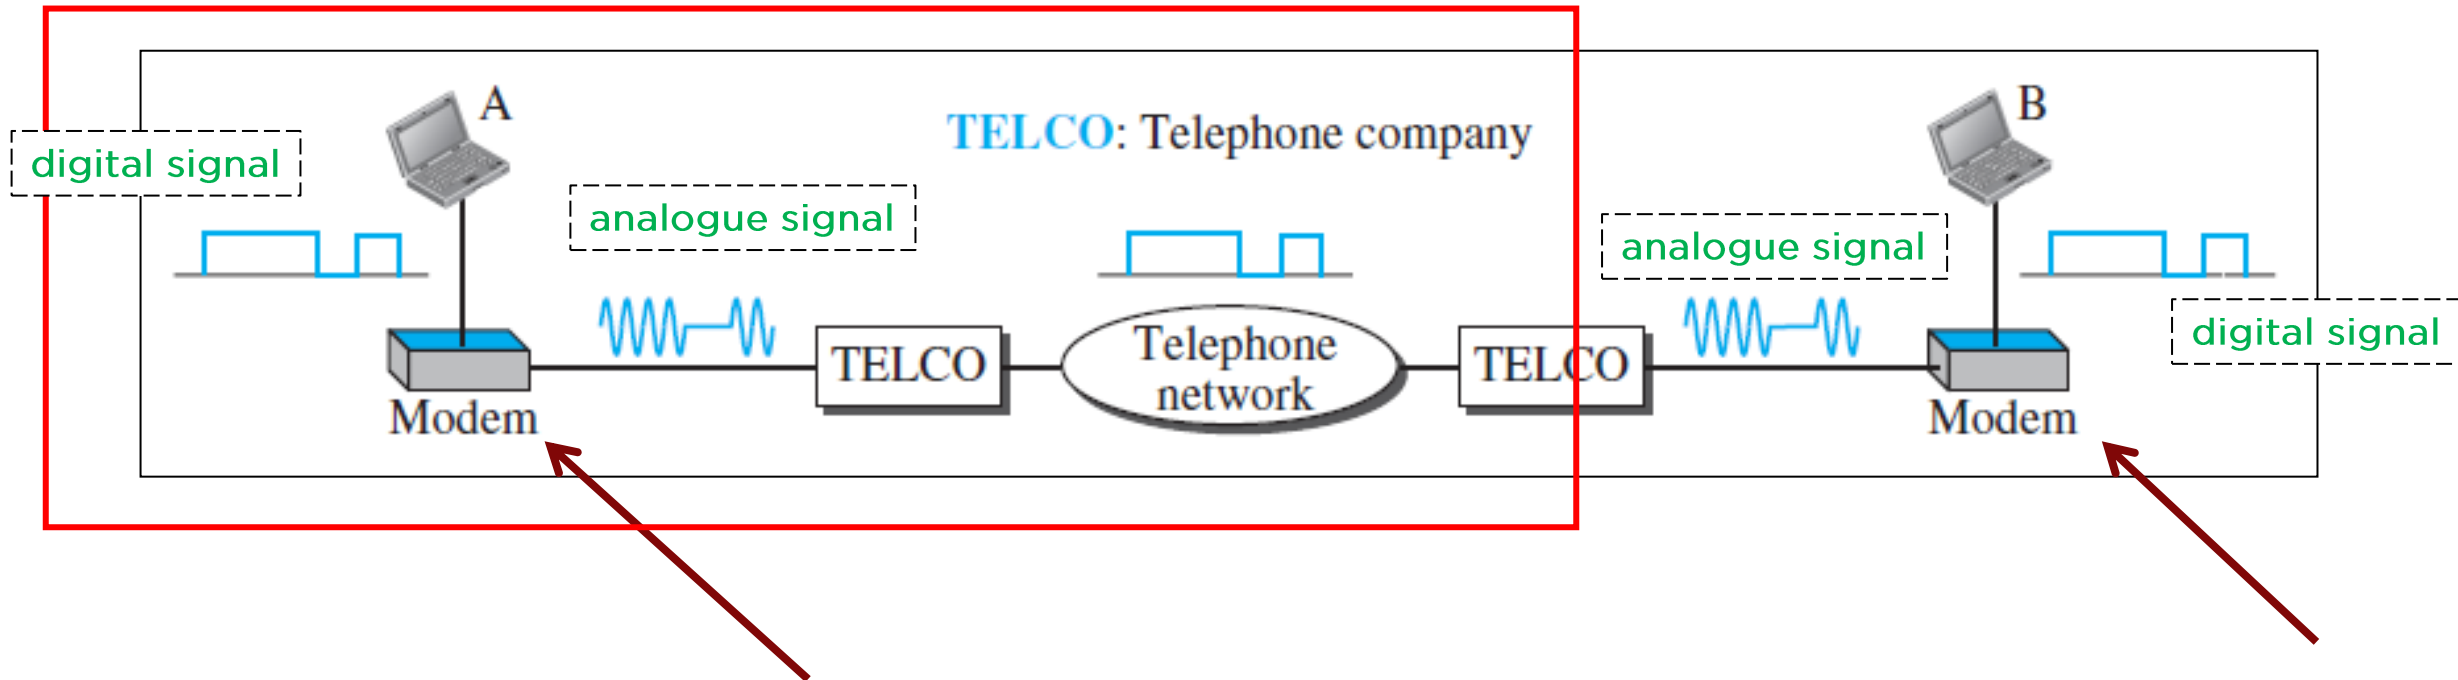 A
B
TELCO: Telephone company
digital signal
analogue signal
analogue signal
digital signal
TELCO
Telephone
network
TELCO
Modem
Modem